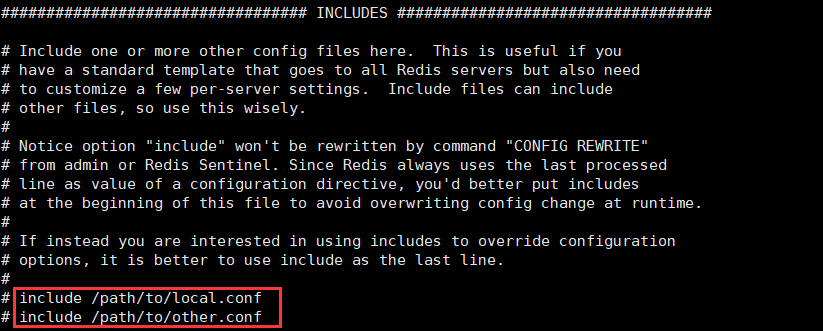 ################################## INCLUDES ###################################

# Include one or more other config files here.  This is useful if you
# have a standard template that goes to all Redis servers but also need
# to customize a few per-server settings.  Include files can include
# other files, so use this wisely.
#
# Notice option "include" won't be rewritten by command "CONFIG REWRITE"
# from admin or Redis Sentinel. Since Redis always uses the last processed
# line as value of a configuration directive, you'd better put includes
# at the beginning of this file to avoid overwriting config change at runtime.
#
# If instead you are interested in using includes to override configuration
# options, it is better to use include as the last line.
#
# include /path/to/local.conf
# include /path/to/other.conf